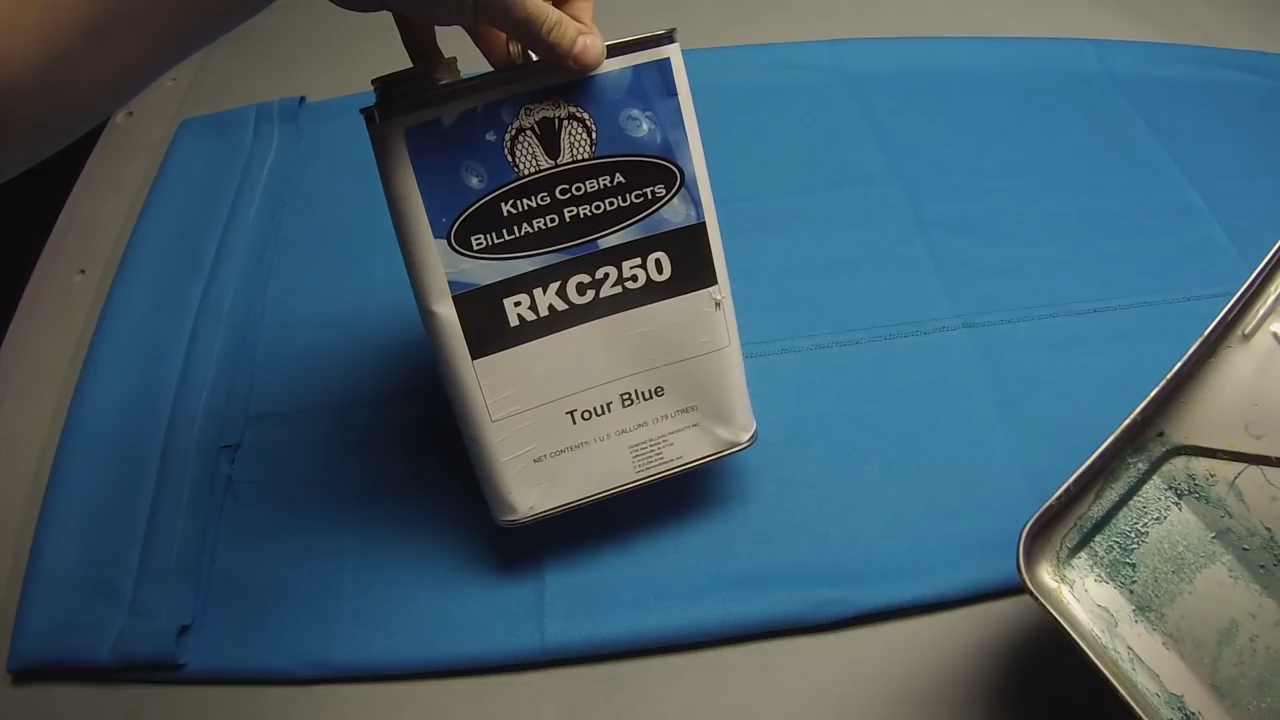 KING COBRA
BILLIARD PRODUCTS
RKC250
Tour Blue
NET CONTENTS: 1 U.S. GALLONS (3.79 LITRES)